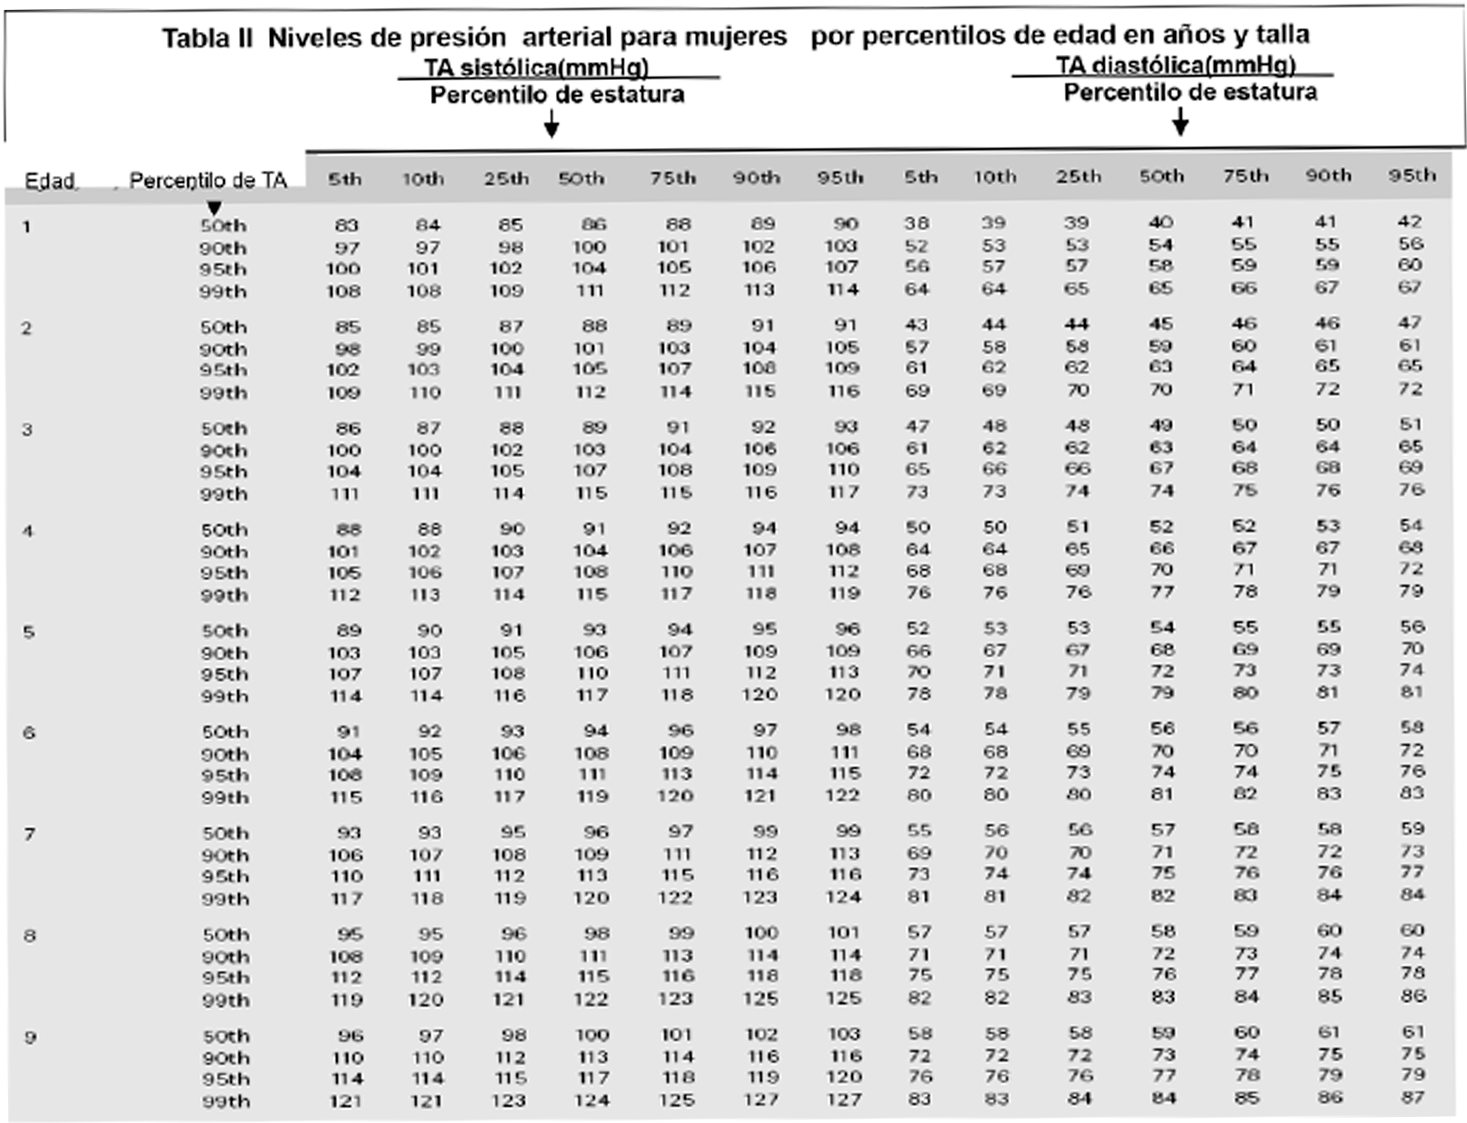 Tabla II Niveles de presión arterial para mujeres por percentilos de edad en años y talla
TA sistólica(mmHg) TA diastólica(mmHg)
Percentilo de estatura Percentilo de estatura
Edad Percentilo de TA 5th 10th 25th 50th 75th 90th 95th 5th 10th 25th 50th 75th 90th 95th
1 50th 83 84 85 86 88 89 90 38 39 39 40 41 41 42
90th 97 97 98 100 101 102 103 52 53 53 54 55 55 56
95th 100 101 102 104 105 106 107 56 57 57 58 59 59 60
99th 108 108 109 111 112 113 114 64 64 65 65 66 67 67
2 50th 85 85 87 88 89 91 91 43 44 44 45 46 46 47
90th 98 99 100 101 103 104 105 57 58 58 59 60 61 61
95th 102 103 104 105 107 108 109 61 62 62 63 64 65 65
99th 109 110 111 112 114 115 116 69 69 70 70 71 72 72
3 50th 86 87 88 89 91 92 93 47 48 48 49 50 50 51
90th 100 100 102 103 104 106 106 61 62 62 63 64 64 65
95th 104 104 105 107 108 109 110 65 66 66 67 68 68 69
99th 111 111 114 115 115 116 117 73 73 74 74 75 76 76
4 50th 88 88 90 91 92 94 94 50 50 51 52 52 53 54
90th 101 102 103 104 106 107 108 64 64 65 66 67 67 68
95th 105 106 107 108 110 111 112 68 68 69 70 71 71 72
99th 112 113 114 115 117 118 119 76 76 76 77 78 79 79
5 50th 89 90 91 93 94 95 96 52 53 53 54 55 55 56
90th 103 103 105 106 107 109 109 66 67 67 68 69 69 70
95th 107 107 108 110 111 112 113 70 71 71 72 73 73 74
99th 114 114 116 117 118 120 120 78 78 79 79 80 81 81
6 50th 91 92 93 94 96 97 98 54 54 55 56 56 57 58
90th 104 105 106 108 109 110 111 68 68 69 70 70 71 72
95th 108 109 110 111 113 114 115 72 72 73 74 74 75 76
99th 115 116 117 119 120 121 122 80 80 80 81 82 83 83
7 50th 93 93 95 96 97 99 99 55 56 56 57 58 58 59
90th 106 107 108 109 111 112 113 69 70 70 71 72 72 73
95th 110 111 112 113 115 116 116 73 74 74 75 76 76 77
99th 117 118 119 120 122 123 124 81 81 82 82 83 84 84
8 50th 95 95 96 98 99 100 101 57 57 57 58 59 60 60
90th 108 109 110 111 113 114 114 71 71 71 72 73 74 74
95th 112 112 114 115 116 118 118 75 75 75 76 77 78 78
99th 119 120 121 122 123 125 125 82 82 83 83 84 85 86
9 50th 96 97 98 100 101 102 103 58 58 58 59 60 61 61
90th 110 110 112 113 114 116 116 72 72 72 73 74 75 75
95th 114 114 115 117 118 119 120 76 76 76 77 78 79 79
99th 121 121 123 124 125 127 127 83 83 84 84 85 86 87